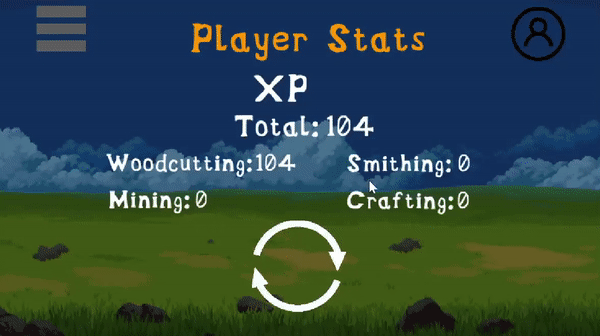 Player Stats
XP
Total: 104
Woodcutting:104 Smithing: 0
Mining: 0 Crafting:0